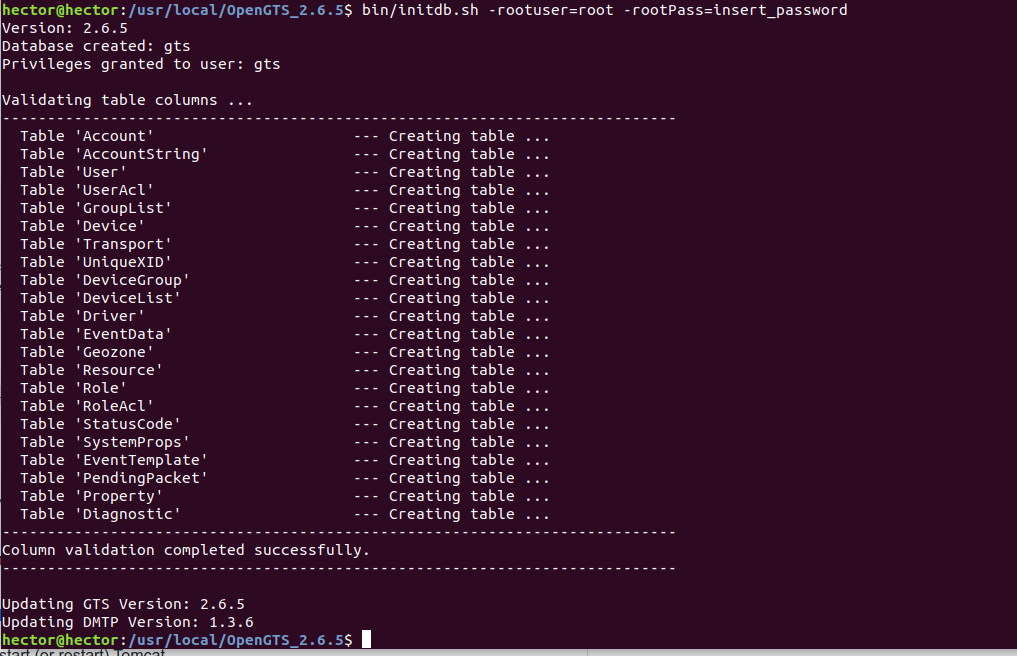 hector@hector:/usr/local/OpenGTS_2.6.5$ bin/initdb.sh -rootuser=root -rootPass=insert_password
Version: 2.6.5
Database created: gts
Privileges granted to user: gts
Validating table columns ...
---------------------------------------------------------------------------
Table 'Account' --- Creating table ...
Table 'AccountString' --- Creating table ...
Table 'User' --- Creating table ...
Table 'UserAcl' --- Creating table ...
Table 'GroupList' --- Creating table ...
Table 'Device' --- Creating table ...
Table 'Transport' --- Creating table ...
Table 'UniqueXID' --- Creating table ...
Table 'DeviceGroup' --- Creating table ...
Table 'DeviceList' --- Creating table ...
Table 'Driver' --- Creating table ...
Table 'EventData' --- Creating table ...
Table 'Geozone' --- Creating table ...
Table 'Resource' --- Creating table ...
Table 'Role' --- Creating table ...
Table 'RoleAcl' --- Creating table ...
Table 'StatusCode' --- Creating table ...
Table 'SystemProps' --- Creating table ...
Table 'EventTemplate' --- Creating table ...
Table 'PendingPacket' --- Creating table ...
Table 'Property' --- Creating table ...
Table 'Diagnostic' --- Creating table ...
---------------------------------------------------------------------------
Column validation completed successfully.
---------------------------------------------------------------------------
Updating GTS Version: 2.6.5
Updating DMTP Version: 1.3.6
hector@hector:/usr/local/OpenGTS_2.6.5$
start (or restart) Tomcat